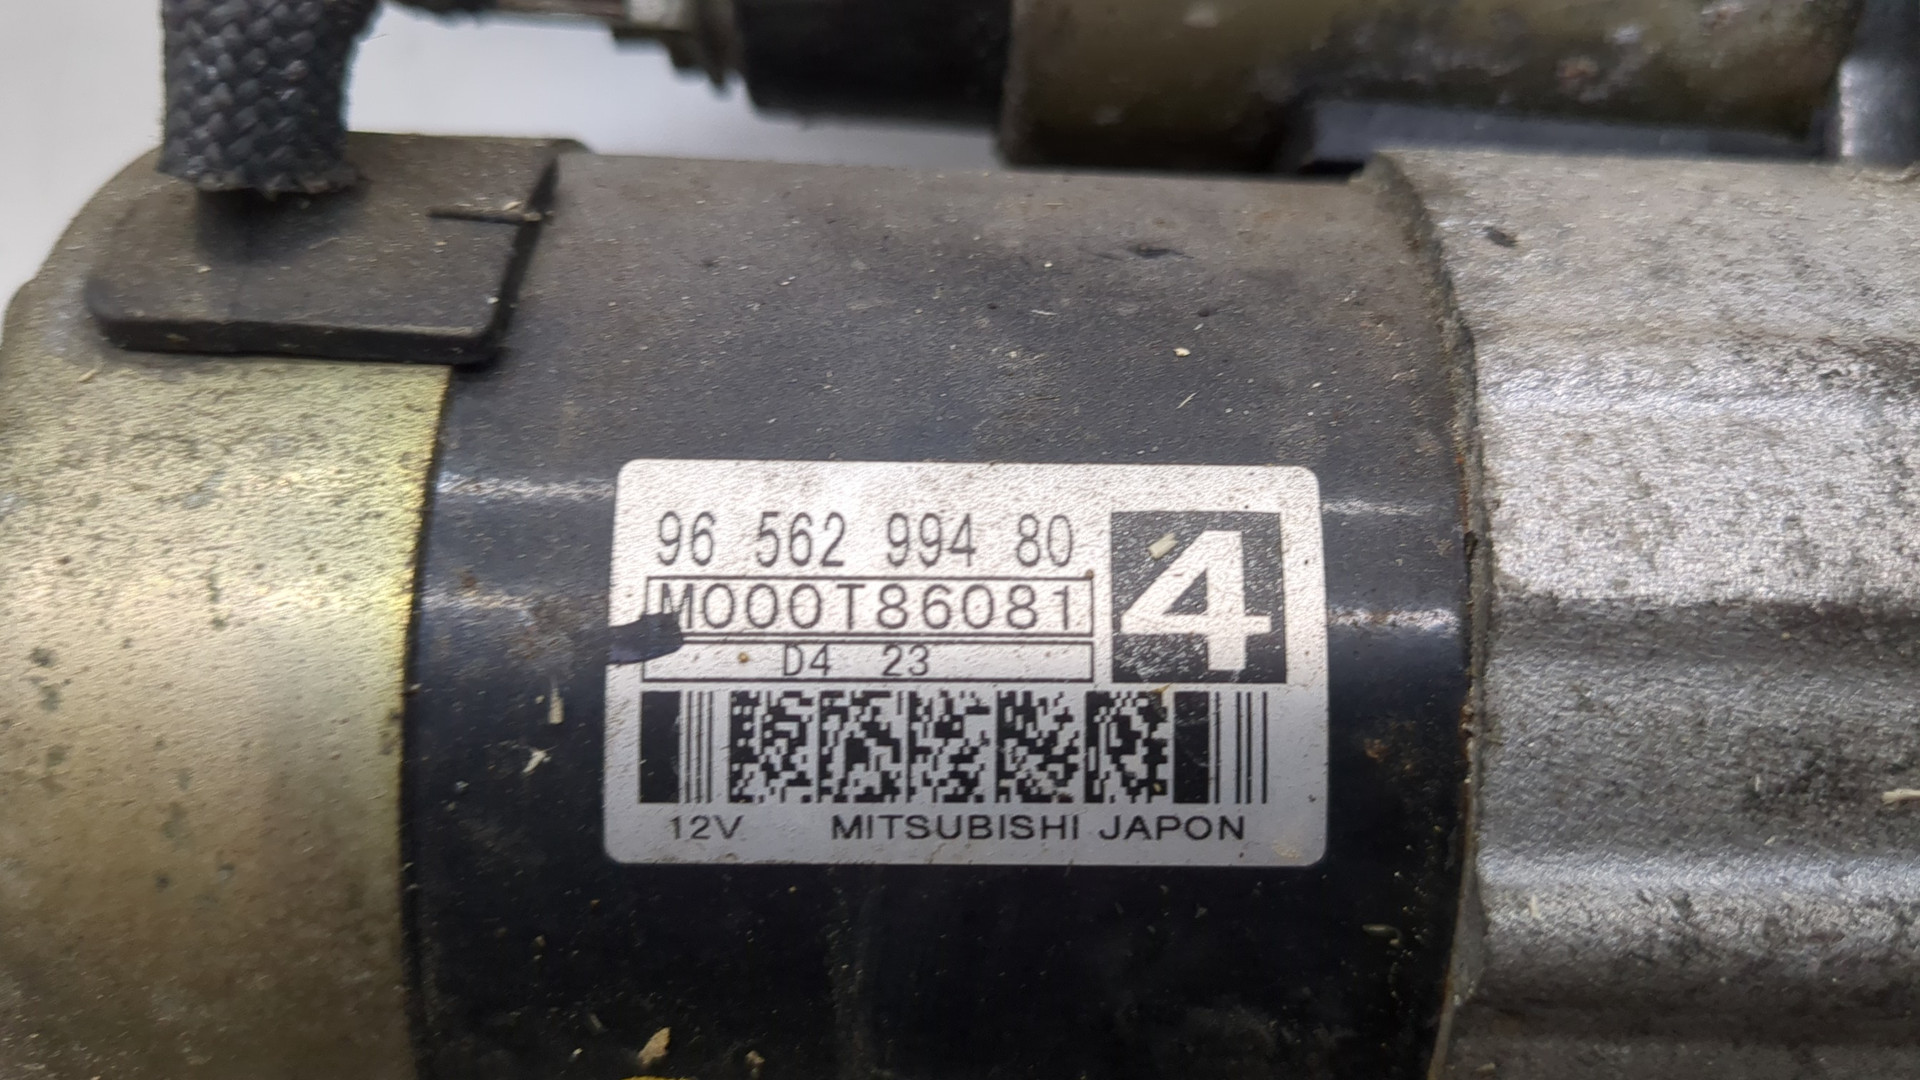 96 562 994 80
4
M000T86081
D4 23
12V MITSUBISHI JAPON